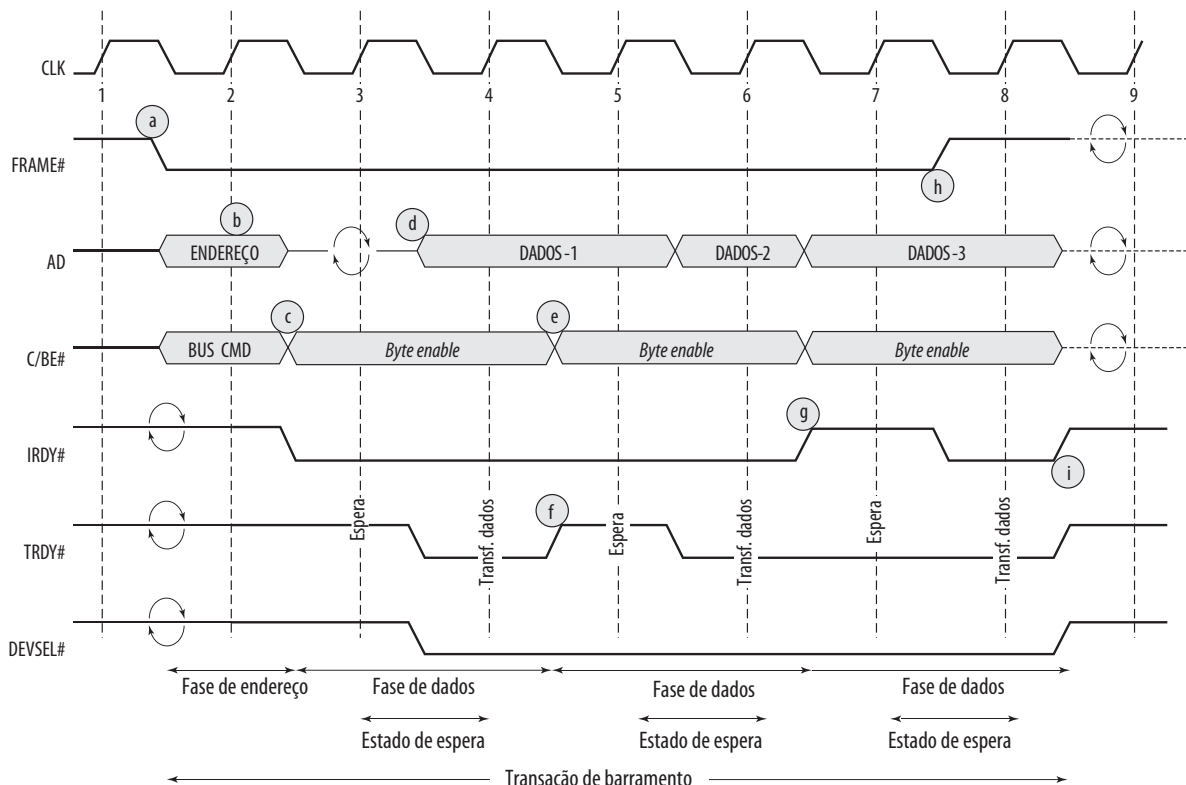 CLK
1 2 3 4 5 6 7 8 9
a
FRAME#
h
b
d
AD
ENDEREÇO
DADOS-1
DADOS-2
DADOS-3
c
e
C/BE#
BUS CMD
Byte enable
Byte enable
Byte enable
g
IRDY#
i
f
TRDY#
Espera
Transf. dados
Espera
Transf. dados
Espera
Transf. dados
DEVSEL#
Fase de endereço
Fase de dados
Fase de dados
Fase de dados
Estado de espera
Estado de espera
Estado de espera
Transação de barramento